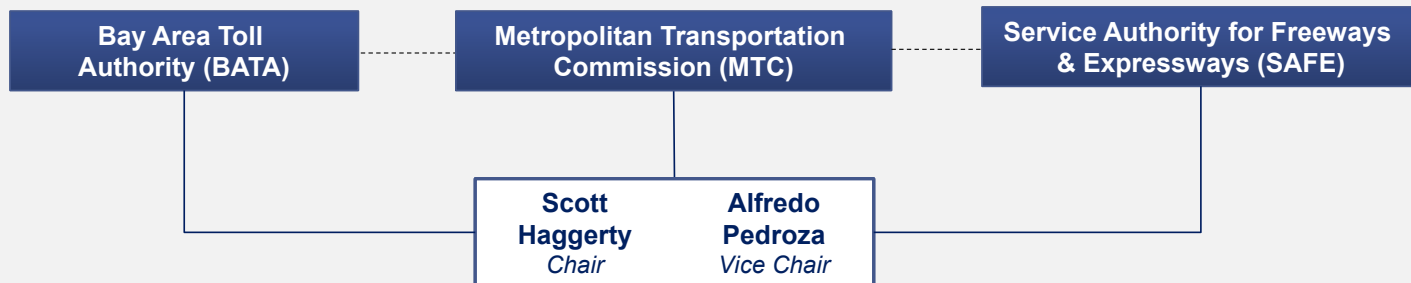 Bay Area Toll
Authority (BATA)
Metropolitan Transportation
Commission (MTC)
Service Authority for Freeways
& Expressways (SAFE)
Scott
Haggerty
Chair
Alfredo
Pedroza
Vice Chair